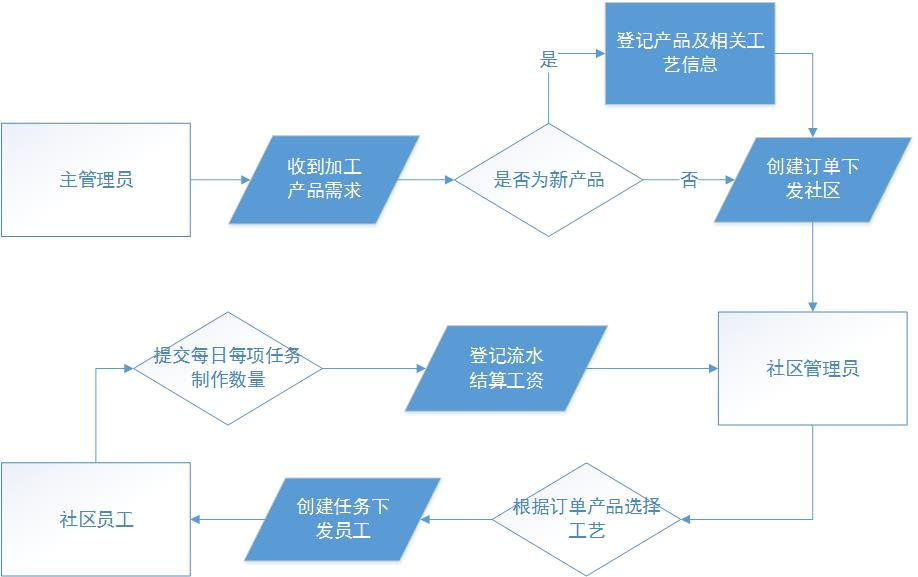 是
登记产品及相关工
艺信息
主管理员
收到加工
产品需求
是否为新产品
否
创建订单下
发社区
提交每日每项任务
制作数量
登记流水
结算工资
社区管理员
社区员工
创建任务下
发员工
根据订单产品选择
工艺